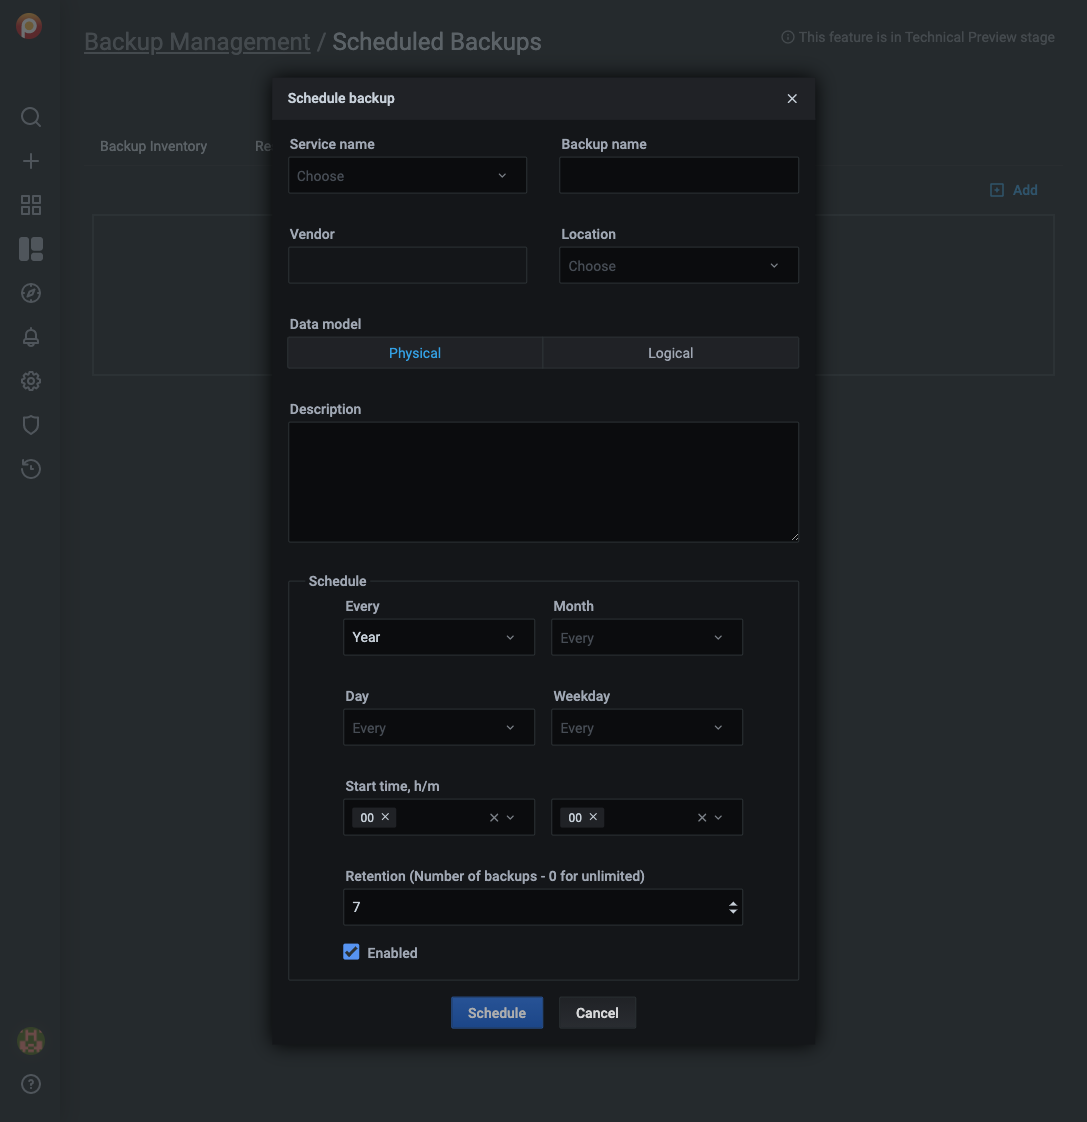 Backup Management / Scheduled Backups
This feature is in Technical Preview stage
Schedule backup
Backup Inventory
Re
Add
Service name
Backup name
Choose
Vendor
Location
Choose
Data model
Physical
Logical
Description
Schedule
Every
Month
Year
Every
Day
Weekday
Every
Every
Start time, h/m
00
00
Retention (Number of backups - 0 for unlimited)
7
Enabled
Schedule
Cancel